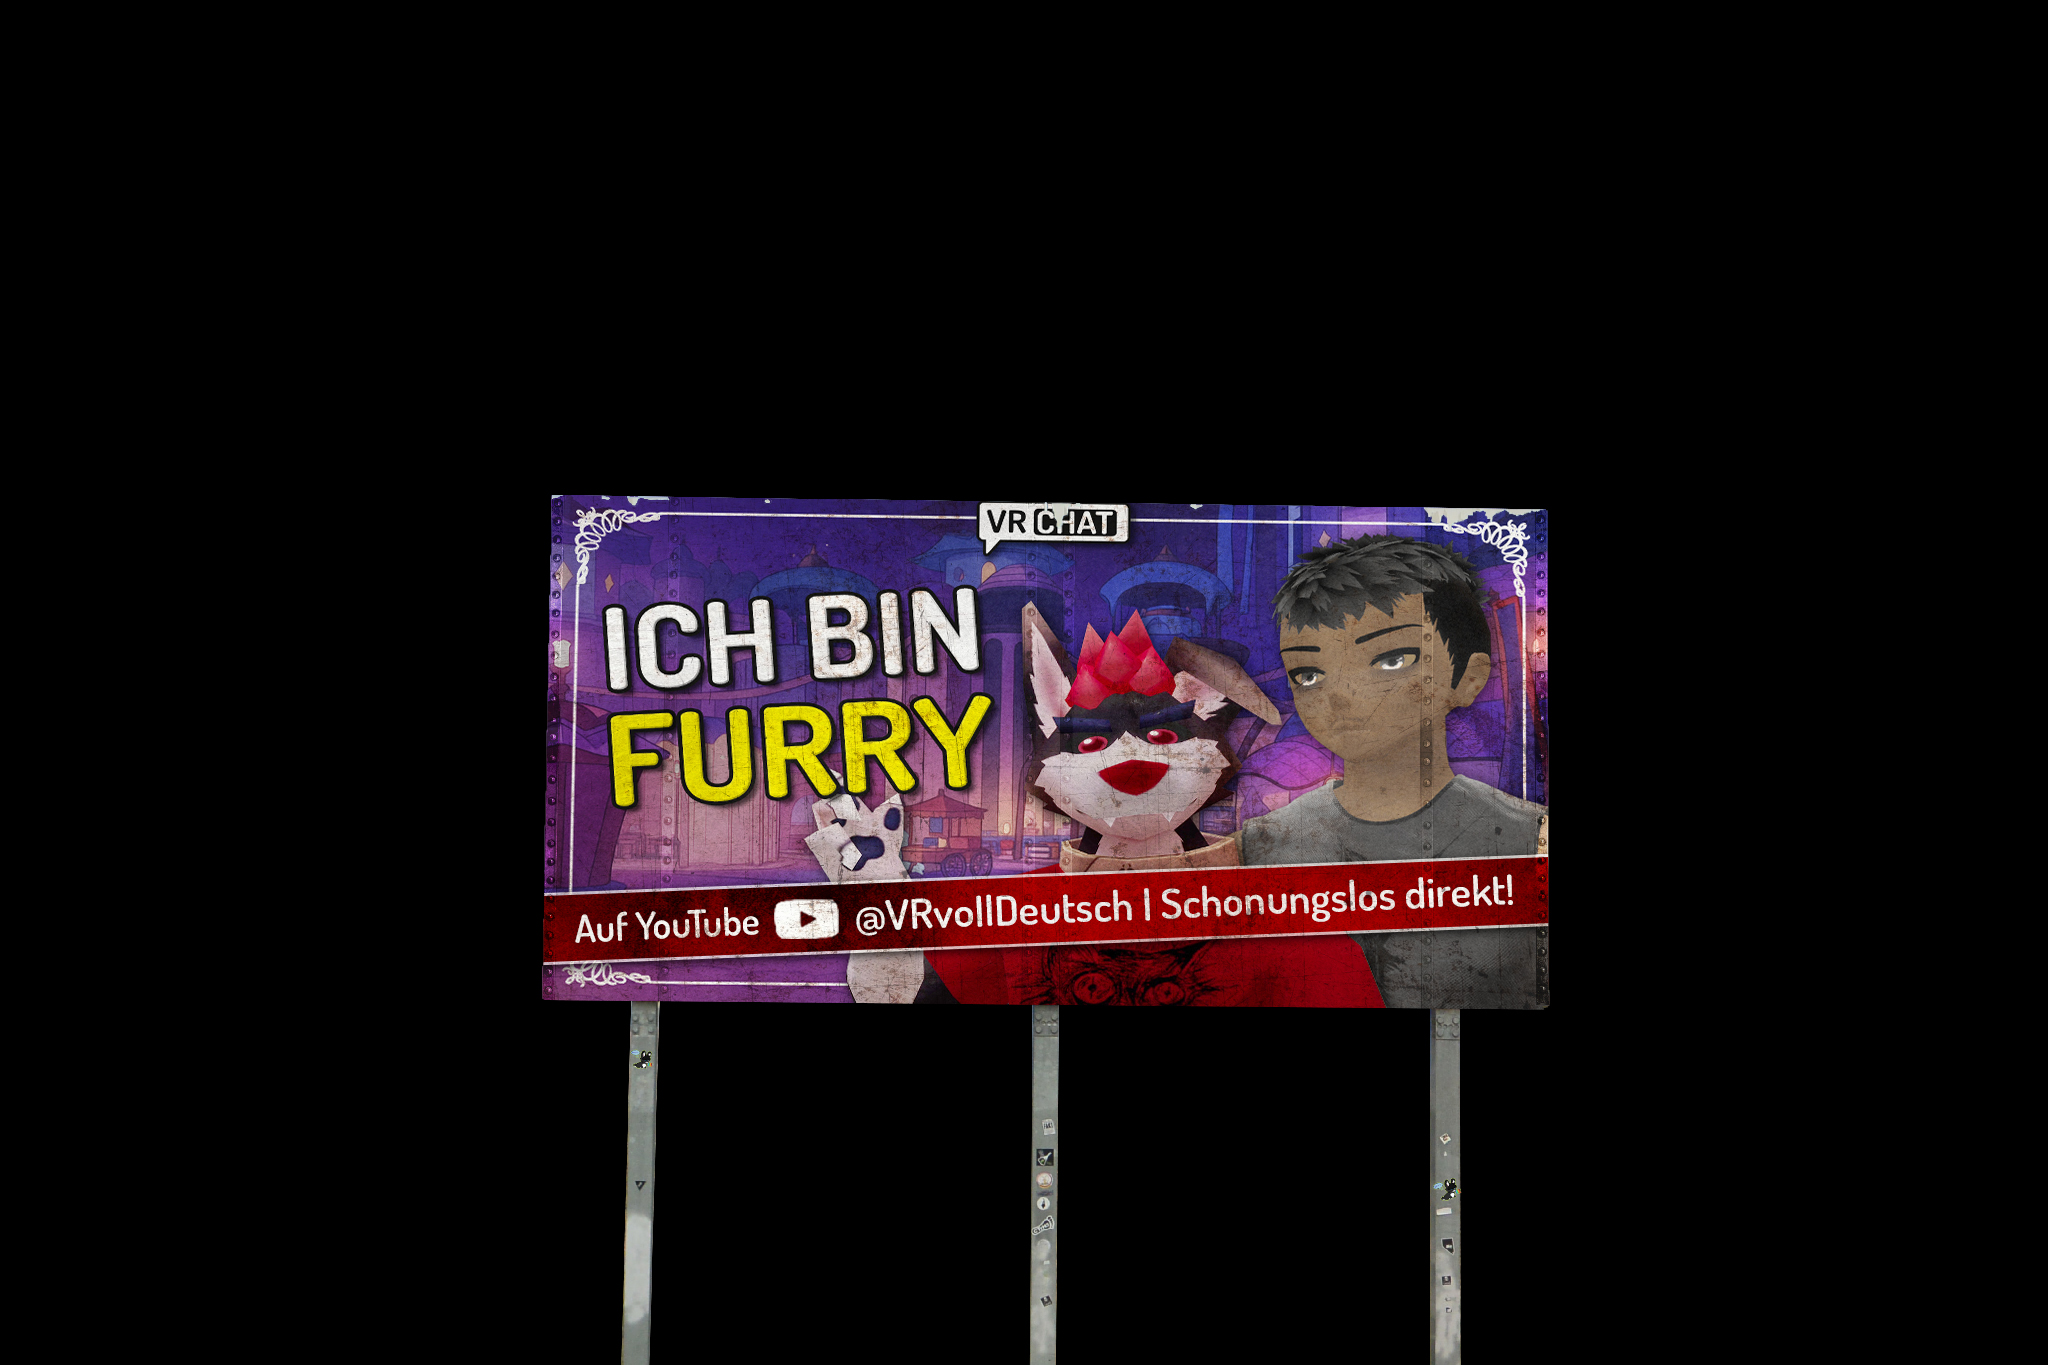 VR CHAT
ICH BIN
FURRY
Auf YouTube @VRvollDeutsch | Schonungslos direkt!